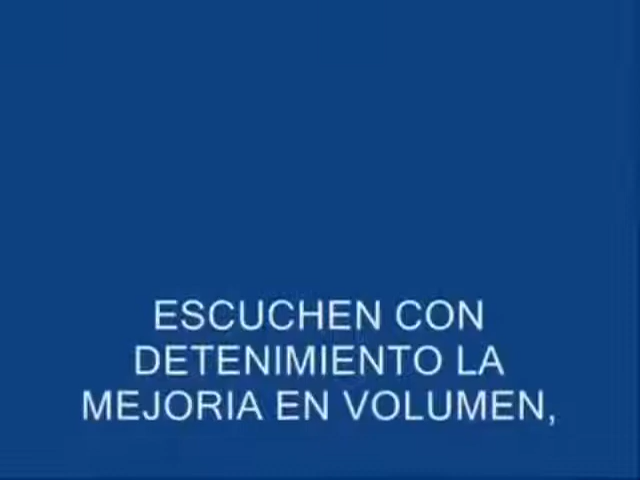 ESCUCHEN CON
DETENIMIENTO LA
MEJORIA EN VOLUMEN,